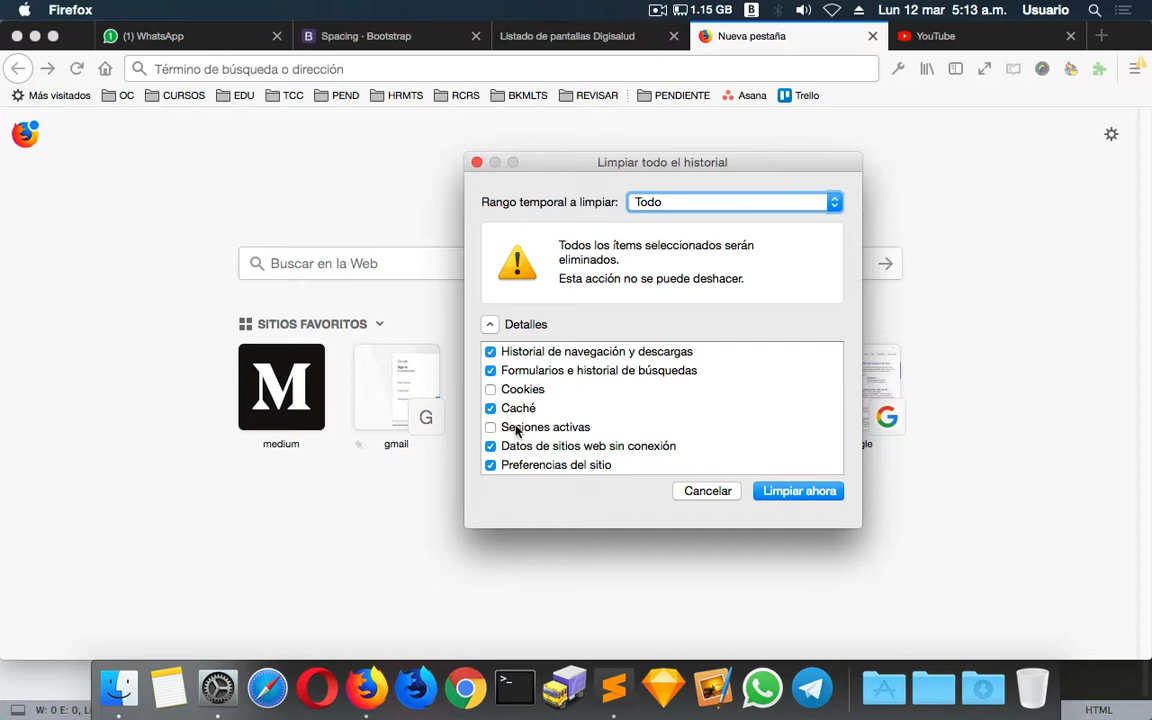 Firefox
1.15 GB
B
Lun 12 mar 5:13 a.m.
Usuario
(1) WhatsApp
B
Spacing · Bootstrap
Listado de pantallas Digisalud
Nueva pestaña
YouTube
Término de búsqueda o dirección
Más visitados
OC
CURSOS
EDU
TCC
PEND
HRMTS
RCRS
BKMLTS
REVISAR
PENDIENTE
Asana
Trello
Limpiar todo el historial
Rango temporal a limpiar:
Todo
Todos los ítems seleccionados serán
eliminados.
Esta acción no se puede deshacer.
Buscar en la Web
Detalles
SITIOS FAVORITOS
Historial de navegación y descargas
Formularios e historial de búsquedas
Cookies
Caché
Sesiones activas
Datos de sitios web sin conexión
Preferencias del sitio
M
G
medium
gmail
Cancelar
Limpiar ahora
W: 0 E: 0, Li
HTML